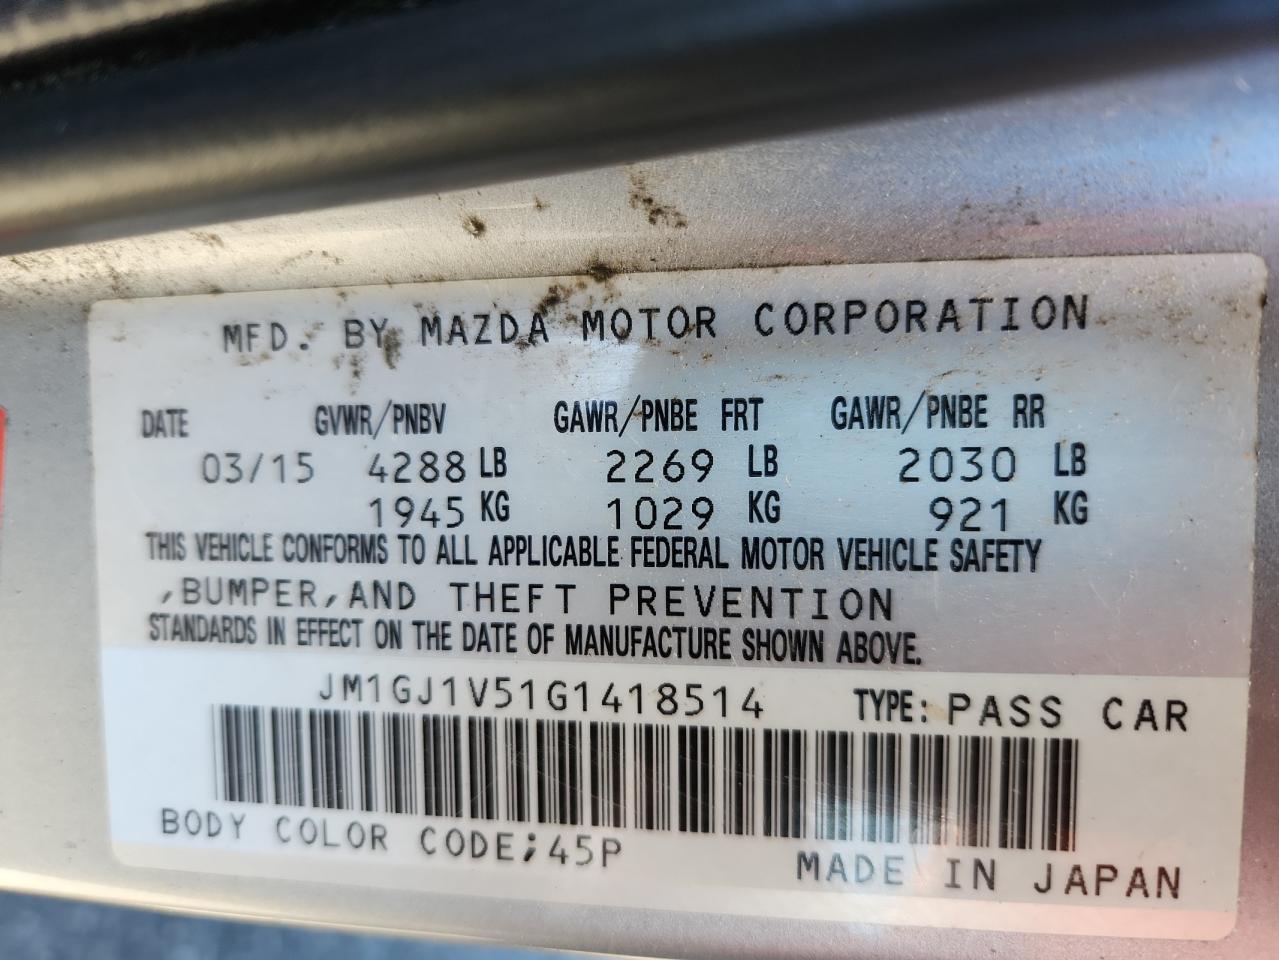 MFD. BY MAZDA MOTOR CORPORATION
DATE GVWR/PNBV GAWR/PNBE FRT GAWR/PNBE RR
03/15 4288 LB 2269 LB 2030 LB
1945 KG 1029 KG 921 KG
THIS VEHICLE CONFORMS TO ALL APPLICABLE FEDERAL MOTOR VEHICLE SAFETY
,BUMPER,AND THEFT PREVENTION
STANDARDS IN EFFECT ON THE DATE OF MANUFACTURE SHOWN ABOVE.
JM1GJ1V51G1418514 TYPE: PASS CAR
BODY COLOR CODE;45P
MADE IN JAPAN